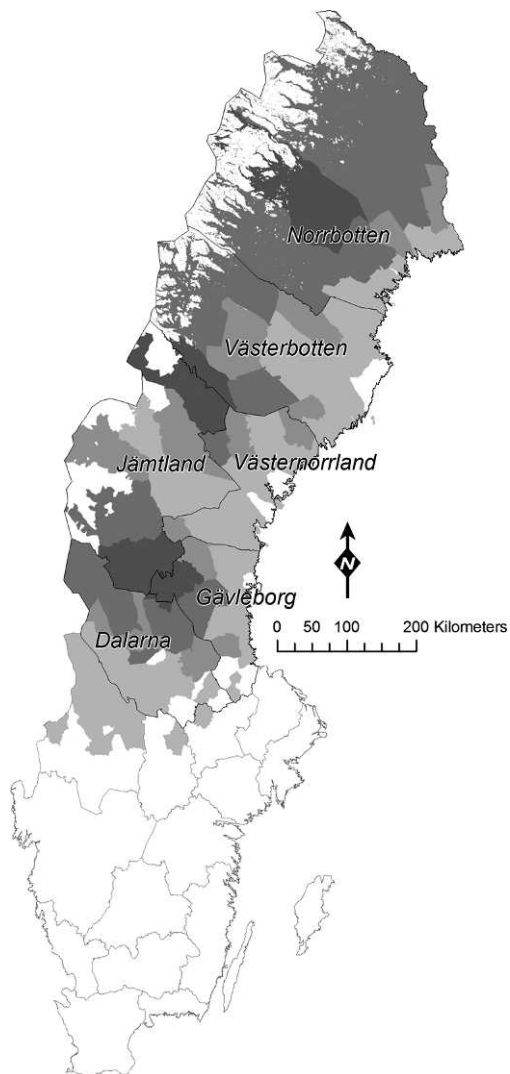 Norrbotten
Västerbotten
Jämtland
Västernorrland
N
Gävleborg
Dalarna
0 50 100 200 Kilometers